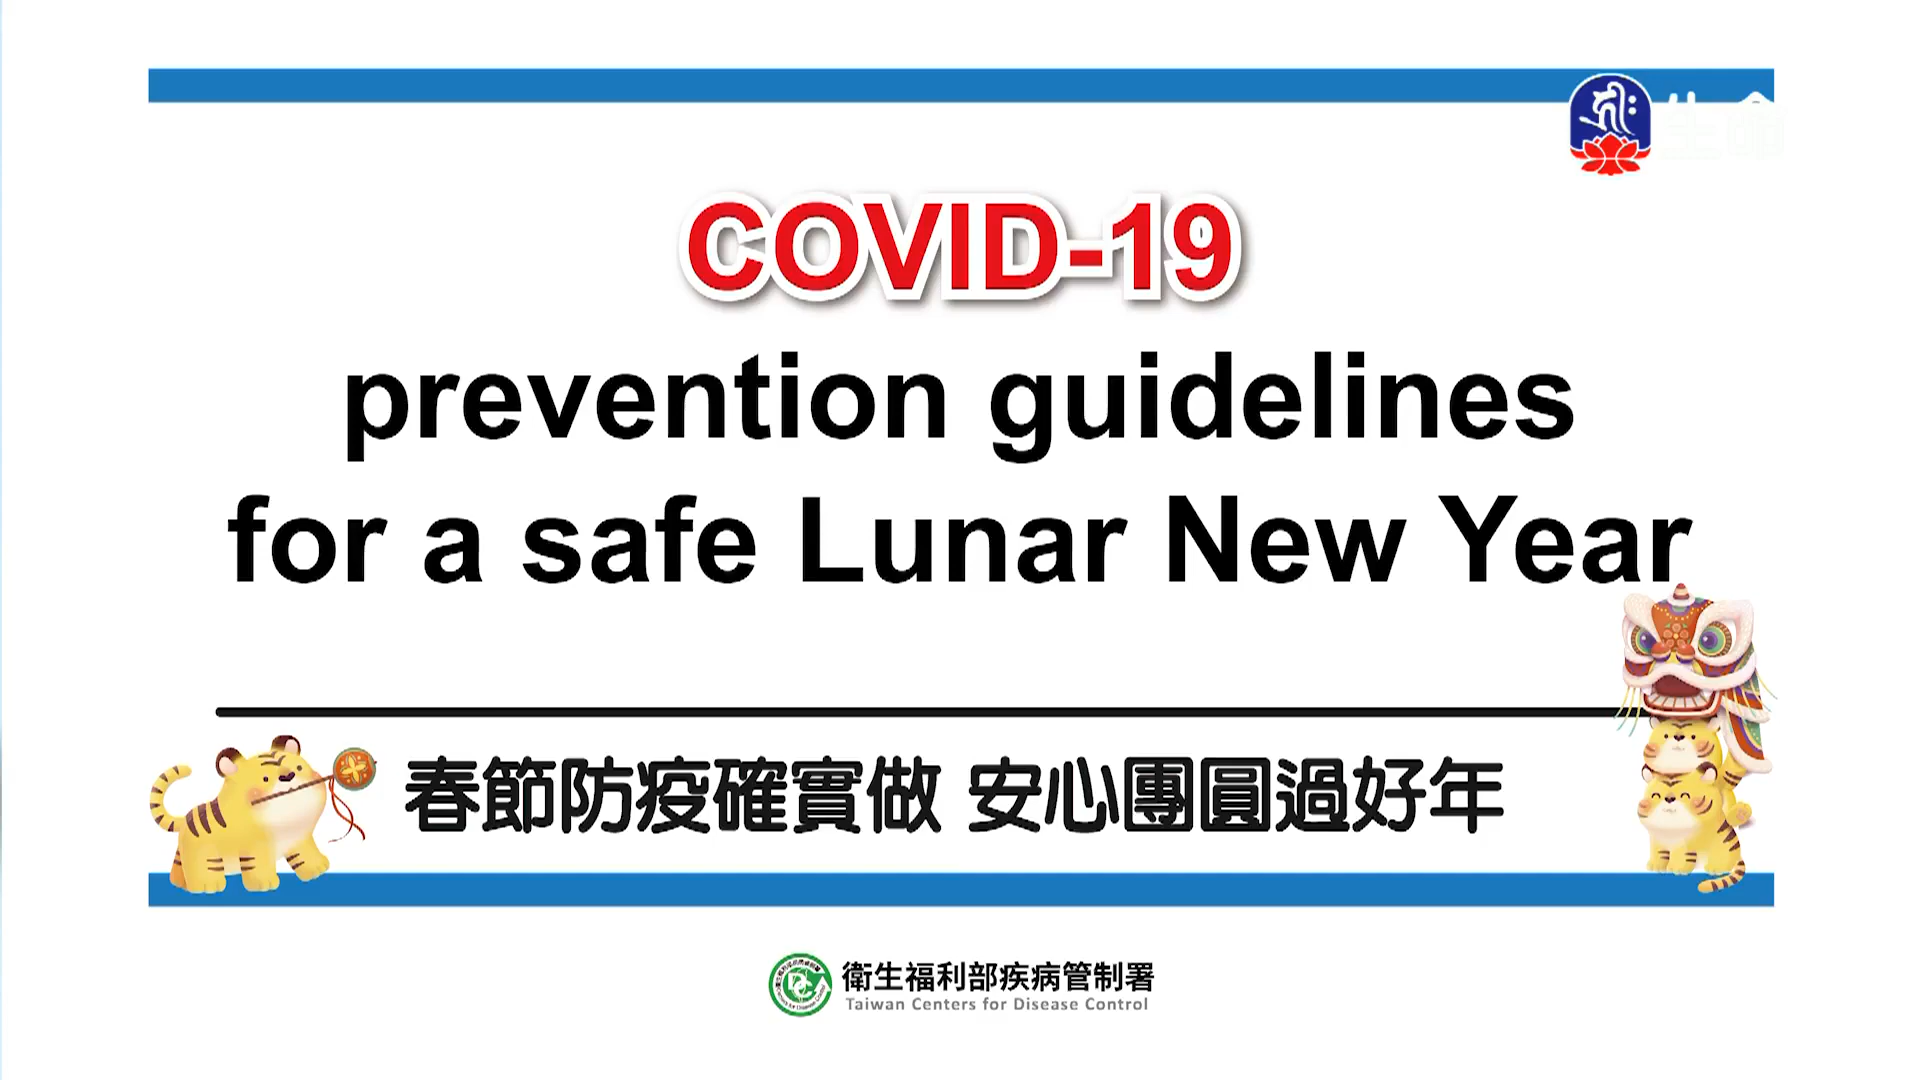 生命
COVID-19
prevention guidelines
for a safe Lunar New Year
春節防疫確實做 安心團圓過好年
衛生福利部疾病管制署
Taiwan Centers for Disease Control